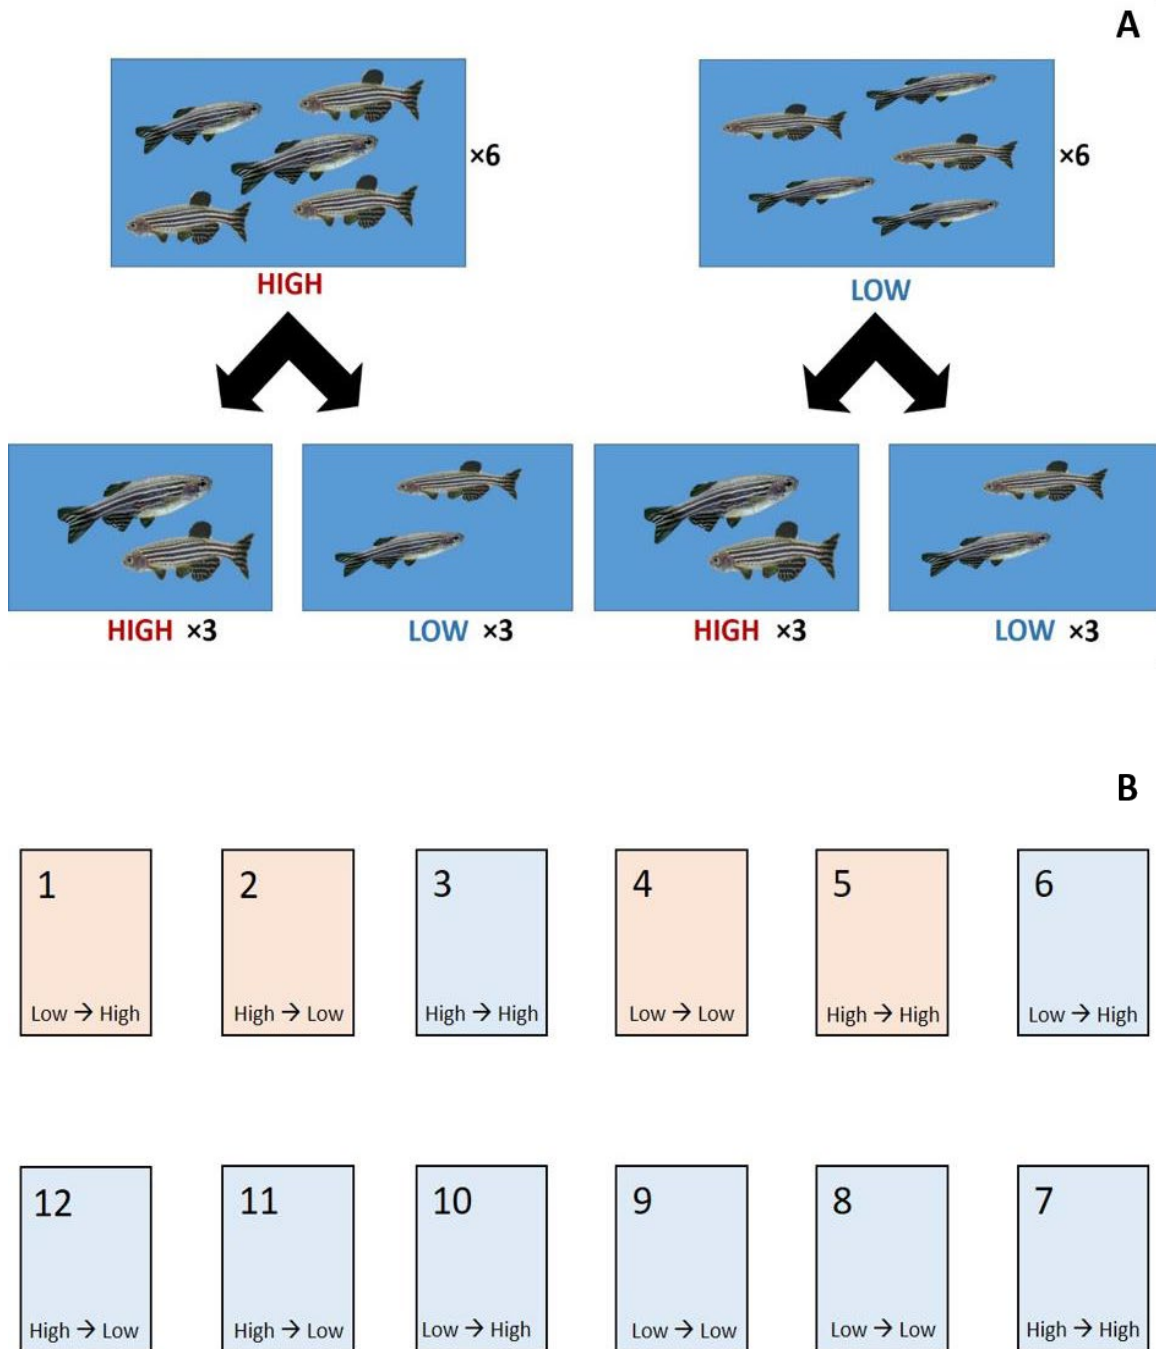 A
×6
×6
HIGH
LOW
HIGH ×3
LOW ×3
HIGH ×3
LOW ×3
B
1
2
3
4
5
6
Low → High
High → Low
High → High
Low → Low
High → High
Low → High
12
11
10
9
8
7
High → Low
High → Low
Low → High
Low → Low
Low → Low
High → High